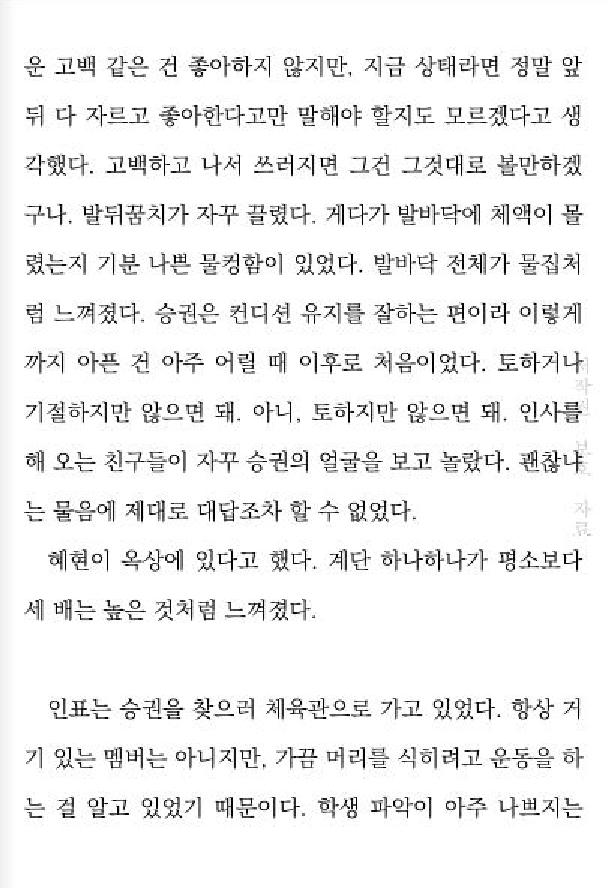 운 고백 같은 건 좋아하지 않지만, 지금 상태라면 정말 앞
뒤 다 자르고 좋아한다고만 말해야 할지도 모르겠다고 생
각했다. 고백하고 나서 쓰러지면 그건 그것대로 볼만하겠
구나. 발뒤꿈치가 자꾸 끌렸다. 게다가 발바닥에 체액이 몰
렸는지 기분 나쁜 물컹함이 있었다. 발바닥 전체가 물집처
럼 느껴졌다. 승권은 컨디션 유지를 잘하는 편이라 이렇게
까지 아픈 건 아주 어릴 때 이후로 처음이었다. 토하거나
기절하지만 않으면 돼. 아니, 토하지만 않으면 돼. 인사를
해 오는 친구들이 자꾸 승권의 얼굴을 보고 놀랐다. 괜찮냐
는 물음에 제대로 대답조차 할 수 없었다.
혜현이 옥상에 있다고 했다. 계단 하나하나가 평소보다
세 배는 높은 것처럼 느껴졌다.
인표는 승권을 찾으러 체육관으로 가고 있었다. 항상 거
기 있는 멤버는 아니지만, 가끔 머리를 식히려고 운동을 하
는 걸 알고 있었기 때문이다. 학생 파악이 아주 나쁘지는
자료